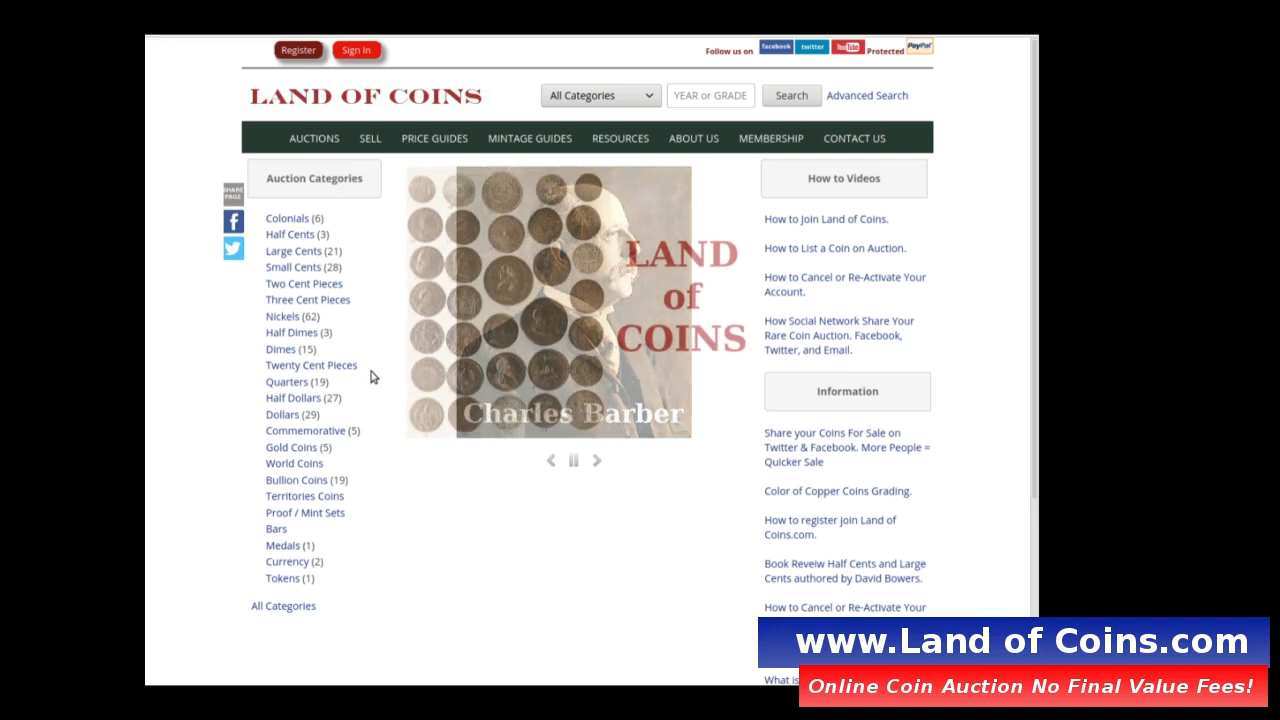 Register
Sign In
Follow us on
facebook
twitter
YouTube
Protected
PayPal
LAND OF COINS
All Categories
YEAR or GRADE
Search
Advanced Search
AUCTIONS
SELL
PRICE GUIDES
MINTAGE GUIDES
RESOURCES
ABOUT US
MEMBERSHIP
CONTACT US
SHARE
PAGE
Auction Categories
Colonials (6)
Half Cents (3)
Large Cents (21)
Small Cents (28)
Two Cent Pieces
Three Cent Pieces
Nickels (62)
Half Dimes (3)
Dimes (15)
Twenty Cent Pieces
Quarters (19)
Half Dollars (27)
Dollars (29)
Commemorative (5)
Gold Coins (5)
World Coins
Bullion Coins (19)
Territories Coins
Proof / Mint Sets
Bars
Medals (1)
Currency (2)
Tokens (1)
All Categories
LAND
of
COINS
Charles Barber
How to Videos
How to Join Land of Coins.
How to List a Coin on Auction.
How to Cancel or Re-Activate Your
Account.
How Social Network Share Your
Rare Coin Auction. Facebook,
Twitter, and Email.
Information
Share your Coins For Sale on
Twitter & Facebook. More People =
Quicker Sale
Color of Copper Coins Grading.
How to register join Land of
Coins.com.
Book Reveiw Half Cents and Large
Cents authored by David Bowers.
How to Cancel or Re-Activate Your
What is
www.Land of Coins.com
Online Coin Auction No Final Value Fees!